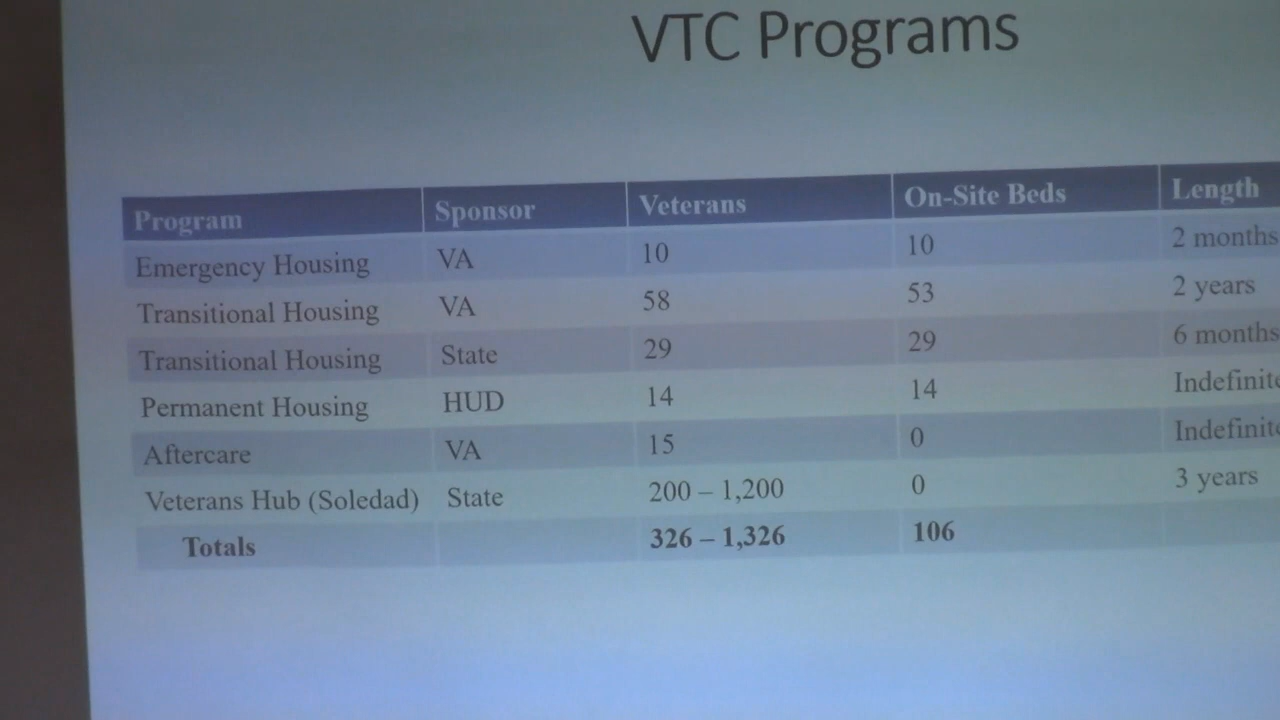 VTC Programs
Program Sponsor Veterans On-Site Beds Length
Emergency Housing VA 10 10 2 months
Transitional Housing VA 58 53 2 years
Transitional Housing State 29 29 6 months
Permanent Housing HUD 14 14 Indefinite
Aftercare VA 15 0 Indefinite
Veterans Hub (Soledad) State 200 – 1,200 0 3 years
Totals 326 – 1,326 106